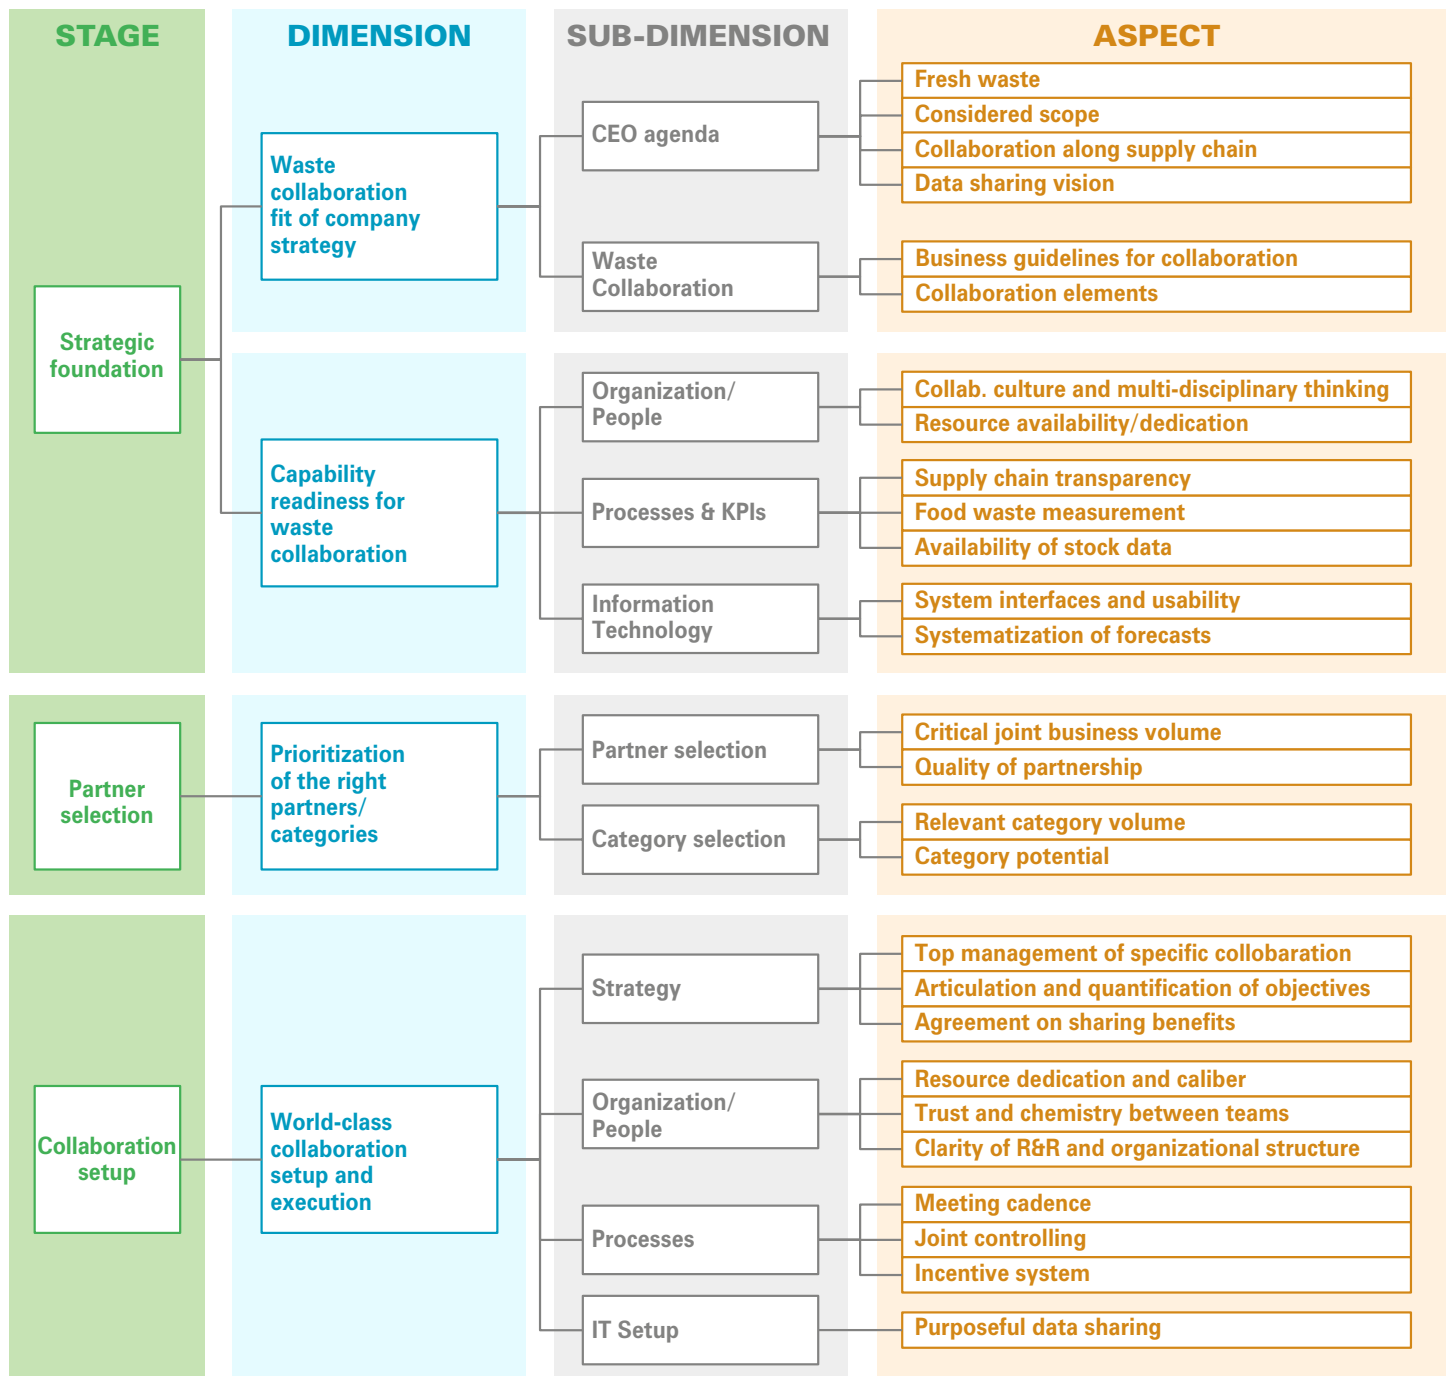 STAGE
DIMENSION
SUB-DIMENSION
ASPECT
Strategic
foundation
Waste
collaboration
fit of company
strategy
CEO agenda
Fresh waste
Considered scope
Collaboration along supply chain
Data sharing vision
Waste
Collaboration
Business guidelines for collaboration
Collaboration elements
Capability
readiness for
waste
collaboration
Organization/
People
Collab. culture and multi-disciplinary thinking
Resource availability/dedication
Processes & KPIs
Supply chain transparency
Food waste measurement
Availability of stock data
Information
Technology
System interfaces and usability
Systematization of forecasts
Partner
selection
Prioritization
of the right
partners/
categories
Partner selection
Critical joint business volume
Quality of partnership
Category selection
Relevant category volume
Category potential
Collaboration
setup
World-class
collaboration
setup and
execution
Strategy
Top management of specific collobaration
Articulation and quantification of objectives
Agreement on sharing benefits
Organization/
People
Resource dedication and caliber
Trust and chemistry between teams
Clarity of R&R and organizational structure
Processes
Meeting cadence
Joint controlling
Incentive system
IT Setup
Purposeful data sharing